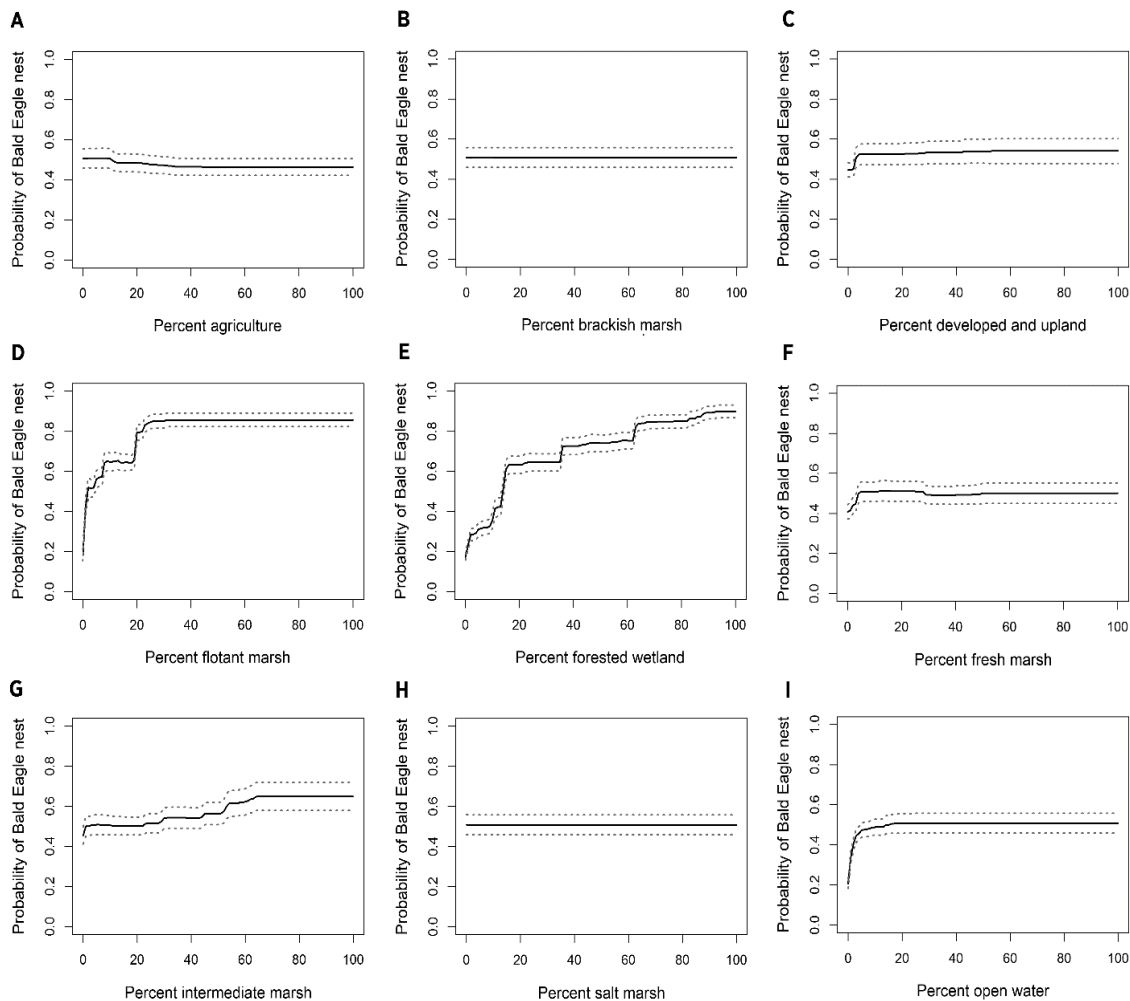 A
Probability of Bald Eagle nest
0.0 0.2 0.4 0.6 0.8 1.0
0 20 40 60 80 100
Percent agriculture
B
Probability of Bald Eagle nest
0.0 0.2 0.4 0.6 0.8 1.0
0 20 40 60 80 100
Percent brackish marsh
C
Probability of Bald Eagle nest
0.0 0.2 0.4 0.6 0.8 1.0
0 20 40 60 80 100
Percent developed and upland
D
Probability of Bald Eagle nest
0.0 0.2 0.4 0.6 0.8 1.0
0 20 40 60 80 100
Percent flotant marsh
E
Probability of Bald Eagle nest
0.0 0.2 0.4 0.6 0.8 1.0
0 20 40 60 80 100
Percent forested wetland
F
Probability of Bald Eagle nest
0.0 0.2 0.4 0.6 0.8 1.0
0 20 40 60 80 100
Percent fresh marsh
G
Probability of Bald Eagle nest
0.0 0.2 0.4 0.6 0.8 1.0
0 20 40 60 80 100
Percent intermediate marsh
H
Probability of Bald Eagle nest
0.0 0.2 0.4 0.6 0.8 1.0
0 20 40 60 80 100
Percent salt marsh
I
Probability of Bald Eagle nest
0.0 0.2 0.4 0.6 0.8 1.0
0 20 40 60 80 100
Percent open water